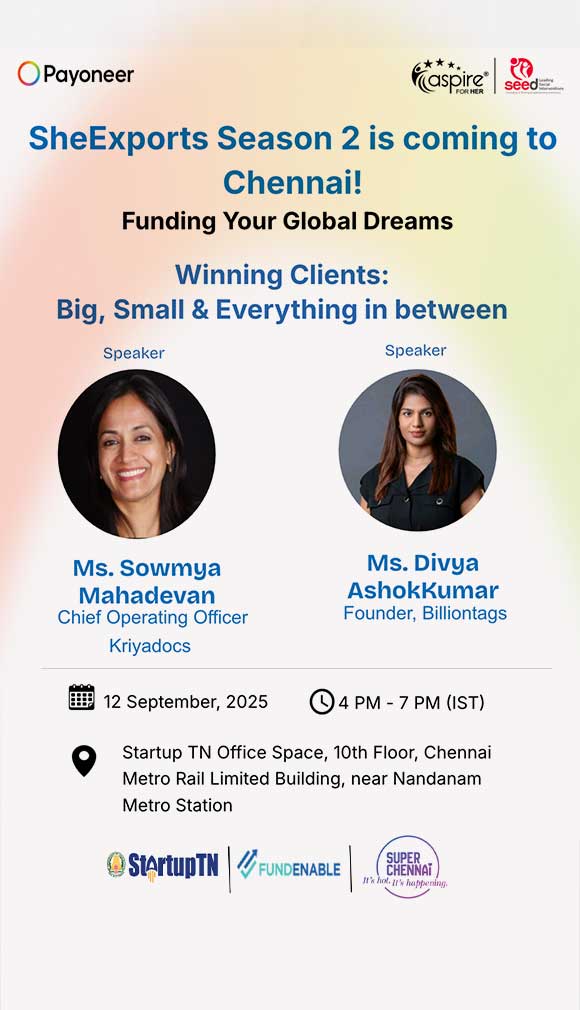 Payoneer
aspire®
FOR HER
seed
SheExports Season 2 is coming to
Chennai!
Funding Your Global Dreams
Winning Clients:
Big, Small & Everything in between
Speaker
Speaker
Ms. Sowmya
Mahadevan
Chief Operating Officer
Kriyadocs
Ms. Divya
AshokKumar
Founder, Billiontags
12 September, 2025
4 PM - 7 PM (IST)
Startup TN Office Space, 10th Floor, Chennai
Metro Rail Limited Building, near Nandanam
Metro Station
StartupTN
FUNDENABLE
SUPER
CHENNAI
It's hot. It's happening.